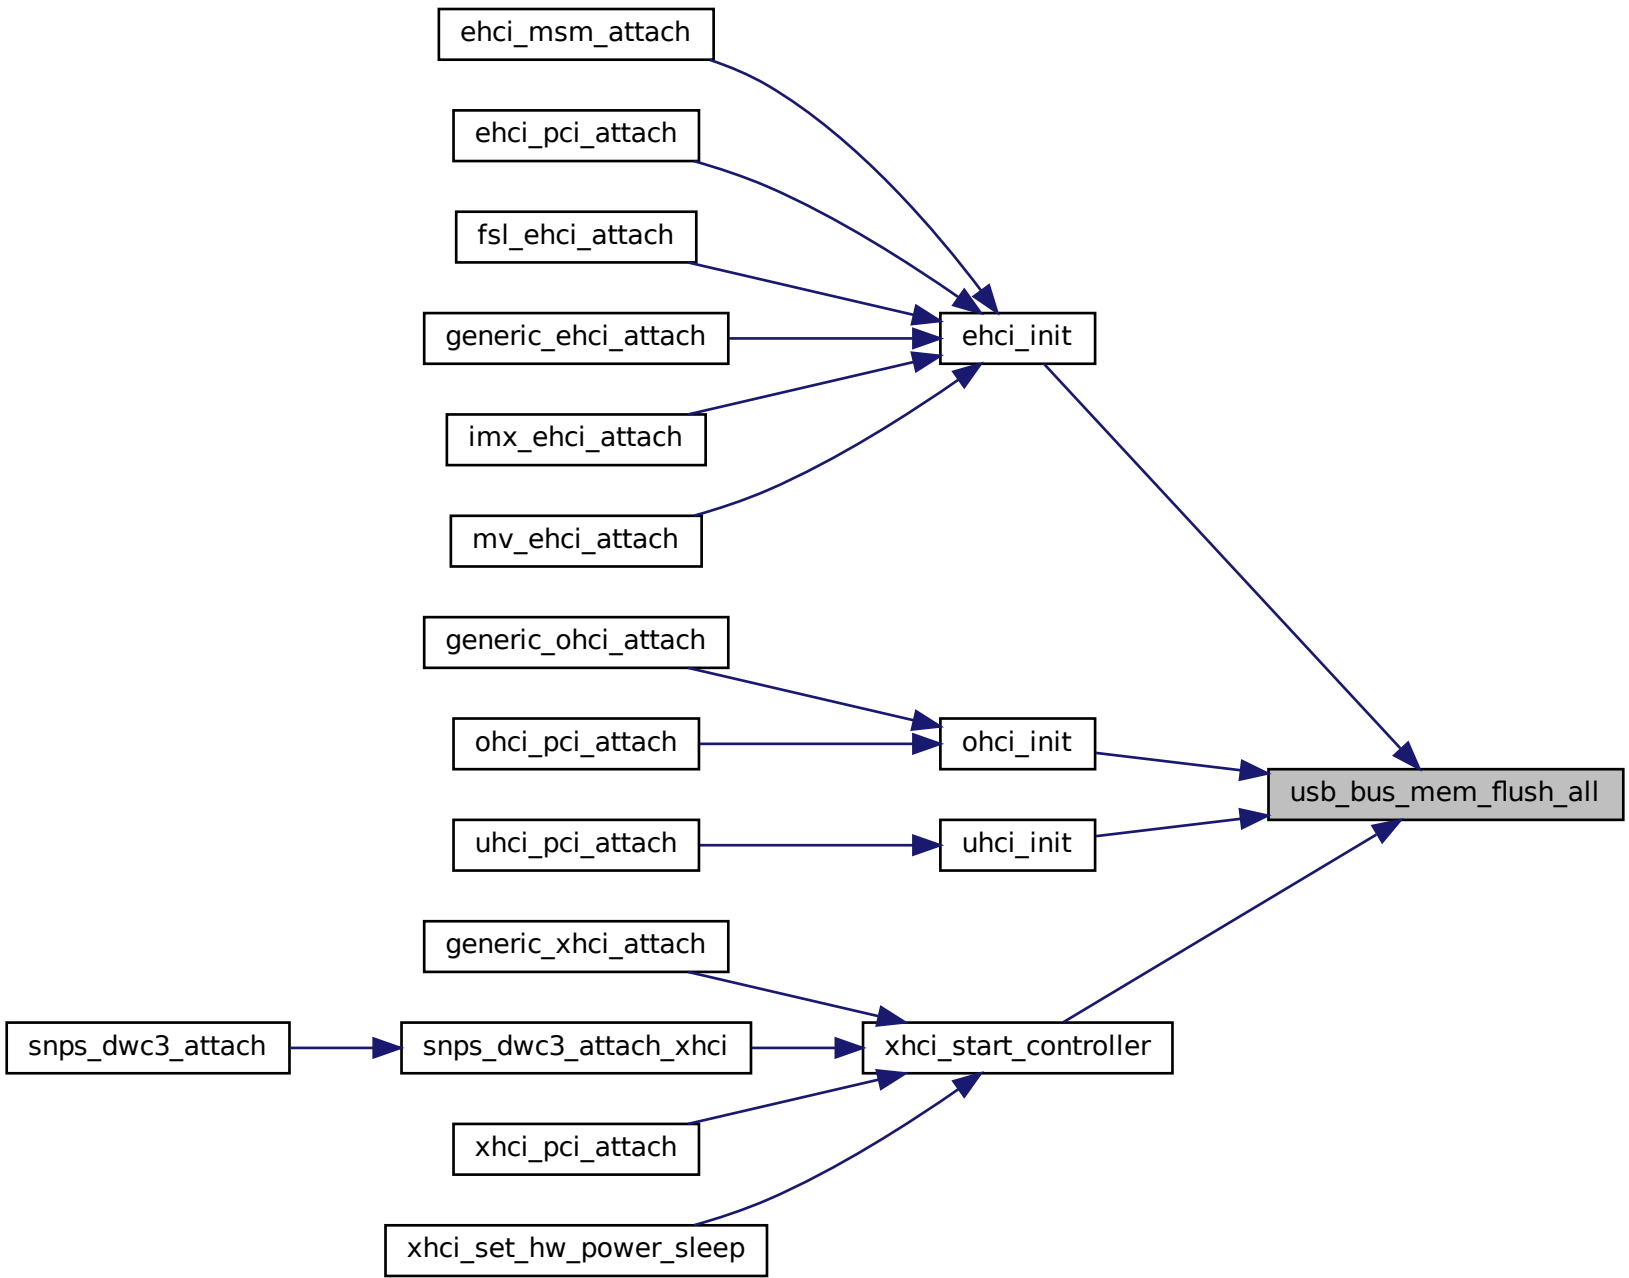 ehci_msm_attach
ehci_pci_attach
fsl_ehci_attach
generic_ehci_attach
ehci_init
imx_ehci_attach
mv_ehci_attach
generic_ohci_attach
ohci_pci_attach
ohci_init
usb_bus_mem_flush_all
uhci_pci_attach
uhci_init
generic_xhci_attach
snps_dwc3_attach
snps_dwc3_attach_xhci
xhci_start_controller
xhci_pci_attach
xhci_set_hw_power_sleep